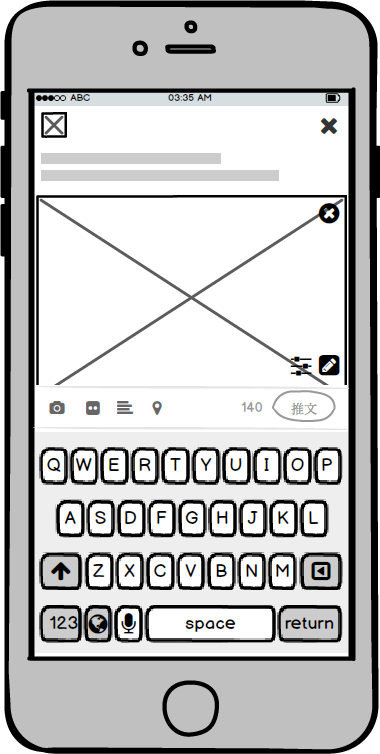 ABC 03:35 AM
140 推文
Q W E R T Y U I O P
A S D F G H J K L
Z X C V B N M
123 space return